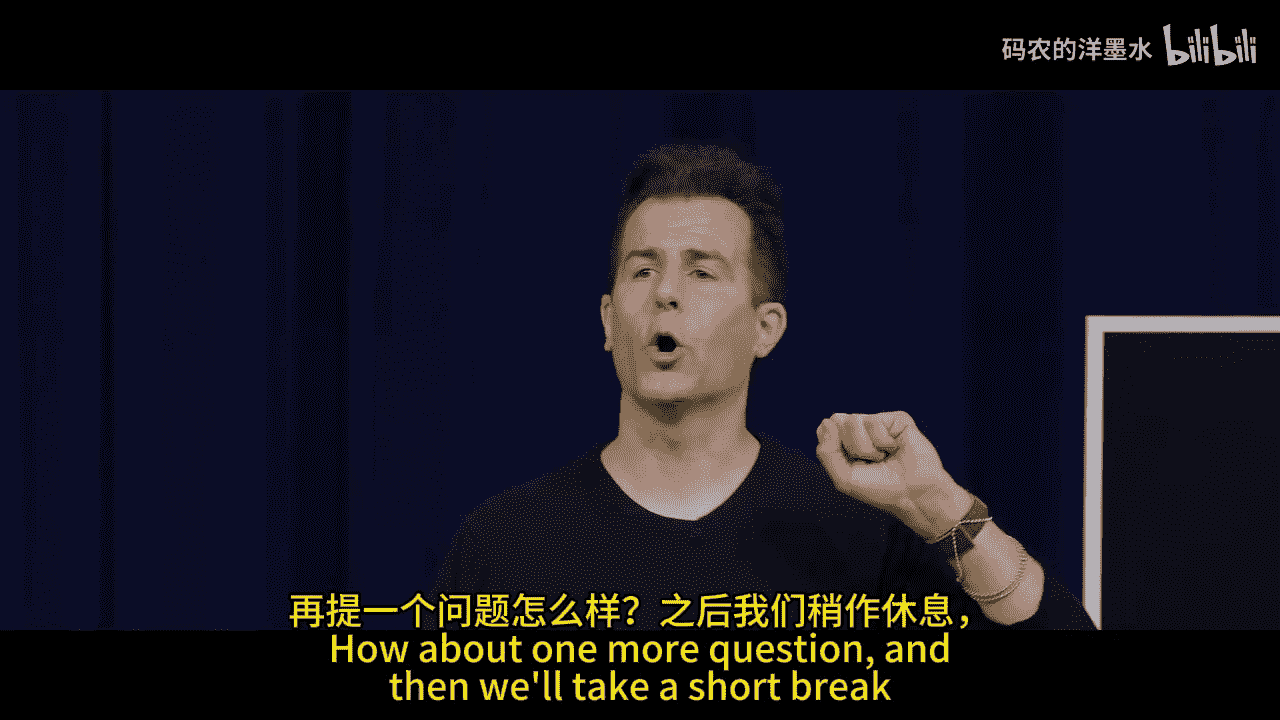 码农的洋墨水 bilibili
再提一个问题怎么样？之后我们稍作休息，
How about one more question, and
then we'll take a short break